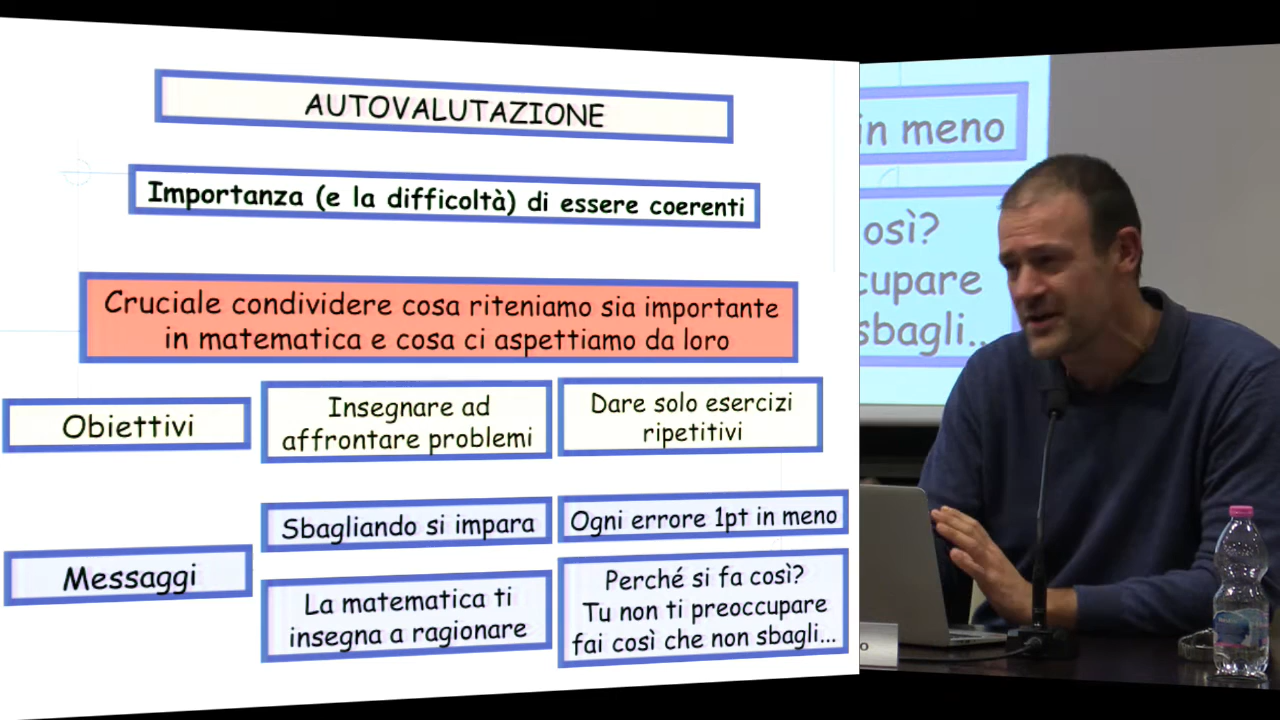 AUTOVALUTAZIONE
Importanza (e la difficoltà) di essere coerenti
Cruciale condividere cosa riteniamo sia importante
in matematica e cosa ci aspettiamo da loro
Obiettivi
Insegnare ad
affrontare problemi
Dare solo esercizi
ripetitivi
Messaggi
Sbagliando si impara
Ogni errore 1pt in meno
La matematica ti
insegna a ragionare
Perché si fa così?
Tu non ti preoccupare
fai così che non sbagli...
in meno
osì?
cupare
sbagli..
o